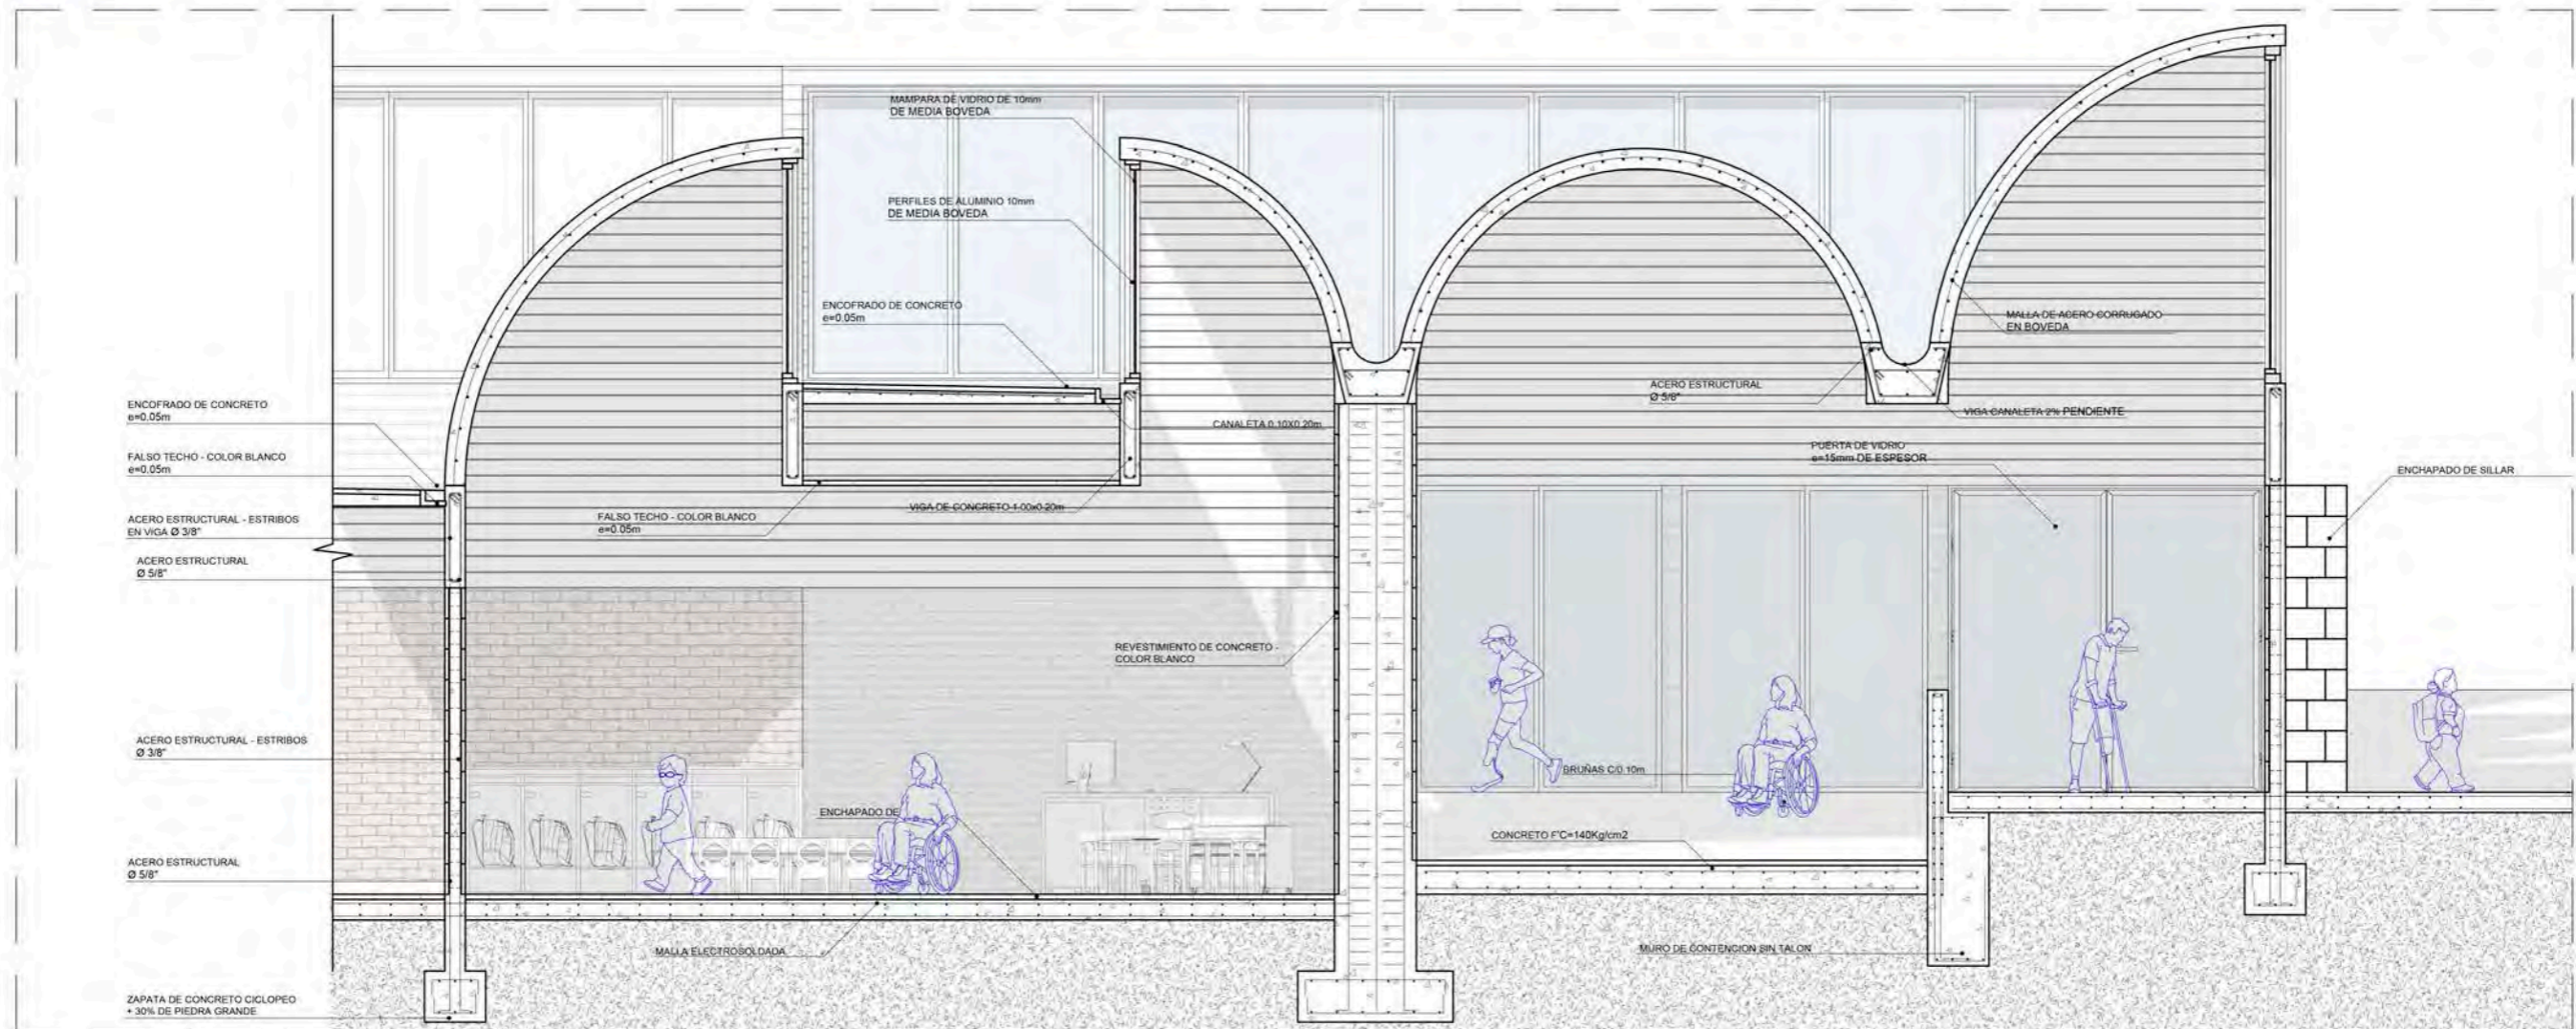 MAMPARA DE VIDRIO DE 10mm
DE MEDIA BOVEDA
PERFILES DE ALUMINIO 10mm
DE MEDIA BOVEDA
ENCOFRADO DE CONCRETO
e=0.05m
MALLA DE ACERO CORRUGADO
EN BOVEDA
ACERO ESTRUCTURAL
Ø 5/8"
VIGA CANALETA 2% PENDIENTE
CANALETA 0.10X0.20m
PUERTA DE VIDRIO
e=15mm DE ESPESOR
ENCHAPADO DE SILLAR
ENCOFRADO DE CONCRETO
e=0.05m
FALSO TECHO - COLOR BLANCO
e=0.05m
ACERO ESTRUCTURAL - ESTRIBOS
EN VIGA Ø 3/8"
ACERO ESTRUCTURAL
Ø 5/8"
FALSO TECHO - COLOR BLANCO
e=0.05m
VIGA DE CONCRETO 1.00x0.20m
REVESTIMIENTO DE CONCRETO -
COLOR BLANCO
ACERO ESTRUCTURAL - ESTRIBOS
Ø 3/8"
BRUÑAS C/0.10m
ENCHAPADO DE
CONCRETO F'C=140Kg/cm2
ACERO ESTRUCTURAL
Ø 5/8"
MALLA ELECTROSOLDADA
MURO DE CONTENCION SIN TALON
ZAPATA DE CONCRETO CICLOPEO
+ 30% DE PIEDRA GRANDE